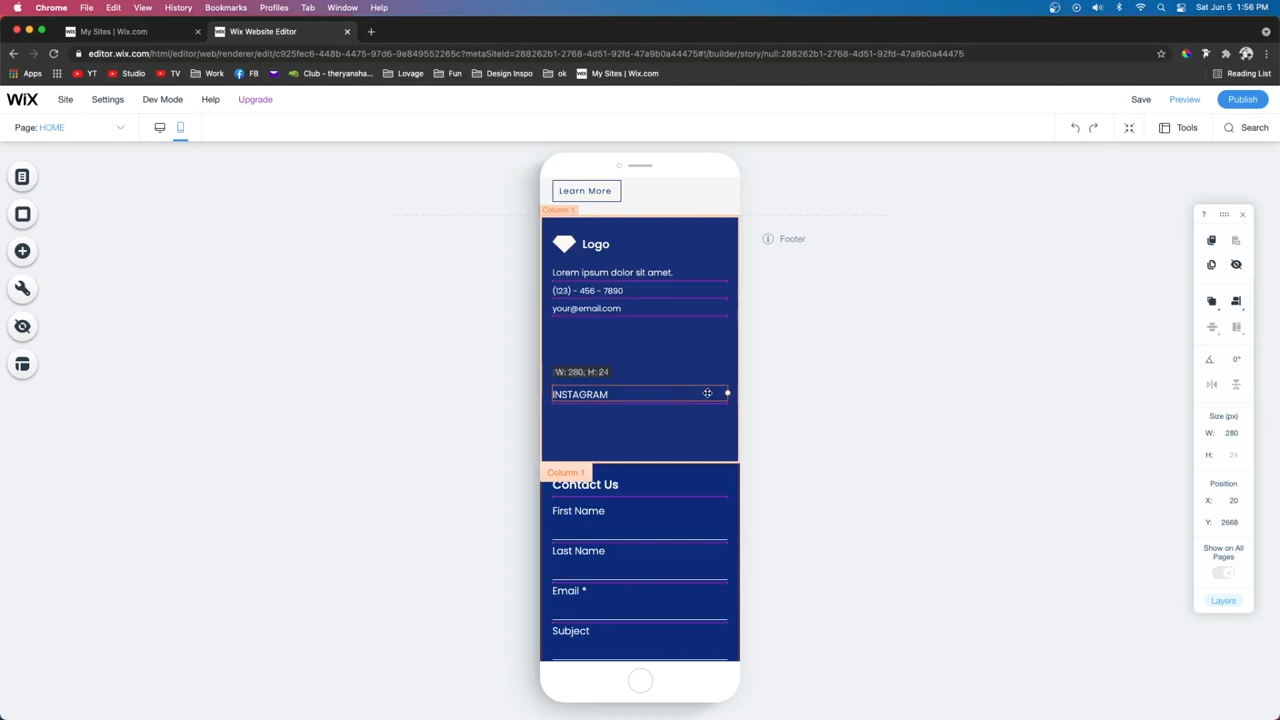 Chrome File Edit View History Bookmarks Profiles Tab Window Help Sat Jun 5 1:56 PM
WiX My Sites | Wix.com × WiX Wix Website Editor × +
editor.wix.com/html/editor/web/renderer/edit/c925fec6-448b-4475-97d6-9e849552265c?metaSiteId=288262b1-2768-4d51-92fd-47a9b0a44475#!/builder/story/null:288262b1-2768-4d51-92fd-47a9b0a44475)
Apps YT Studio TV Work FB Club - theryansha... Lovage Fun Design Inspo ok WiX My Sites | Wix.com Reading List
WiX Site Settings Dev Mode Help Upgrade Save Preview Publish
Page: HOME Tools Search
Learn More
Column 1
Logo
Footer
Lorem ipsum dolor sit amet.
(123) - 456 - 7890
your@email.com
W: 280, H: 24
INSTAGRAM
Column 1
Contact Us
First Name
Last Name
Email *
Subject
?
0°
Size (px)
W: 280
H: 24
Position
X: 20
Y: 2668
Show on All
Pages
Layers